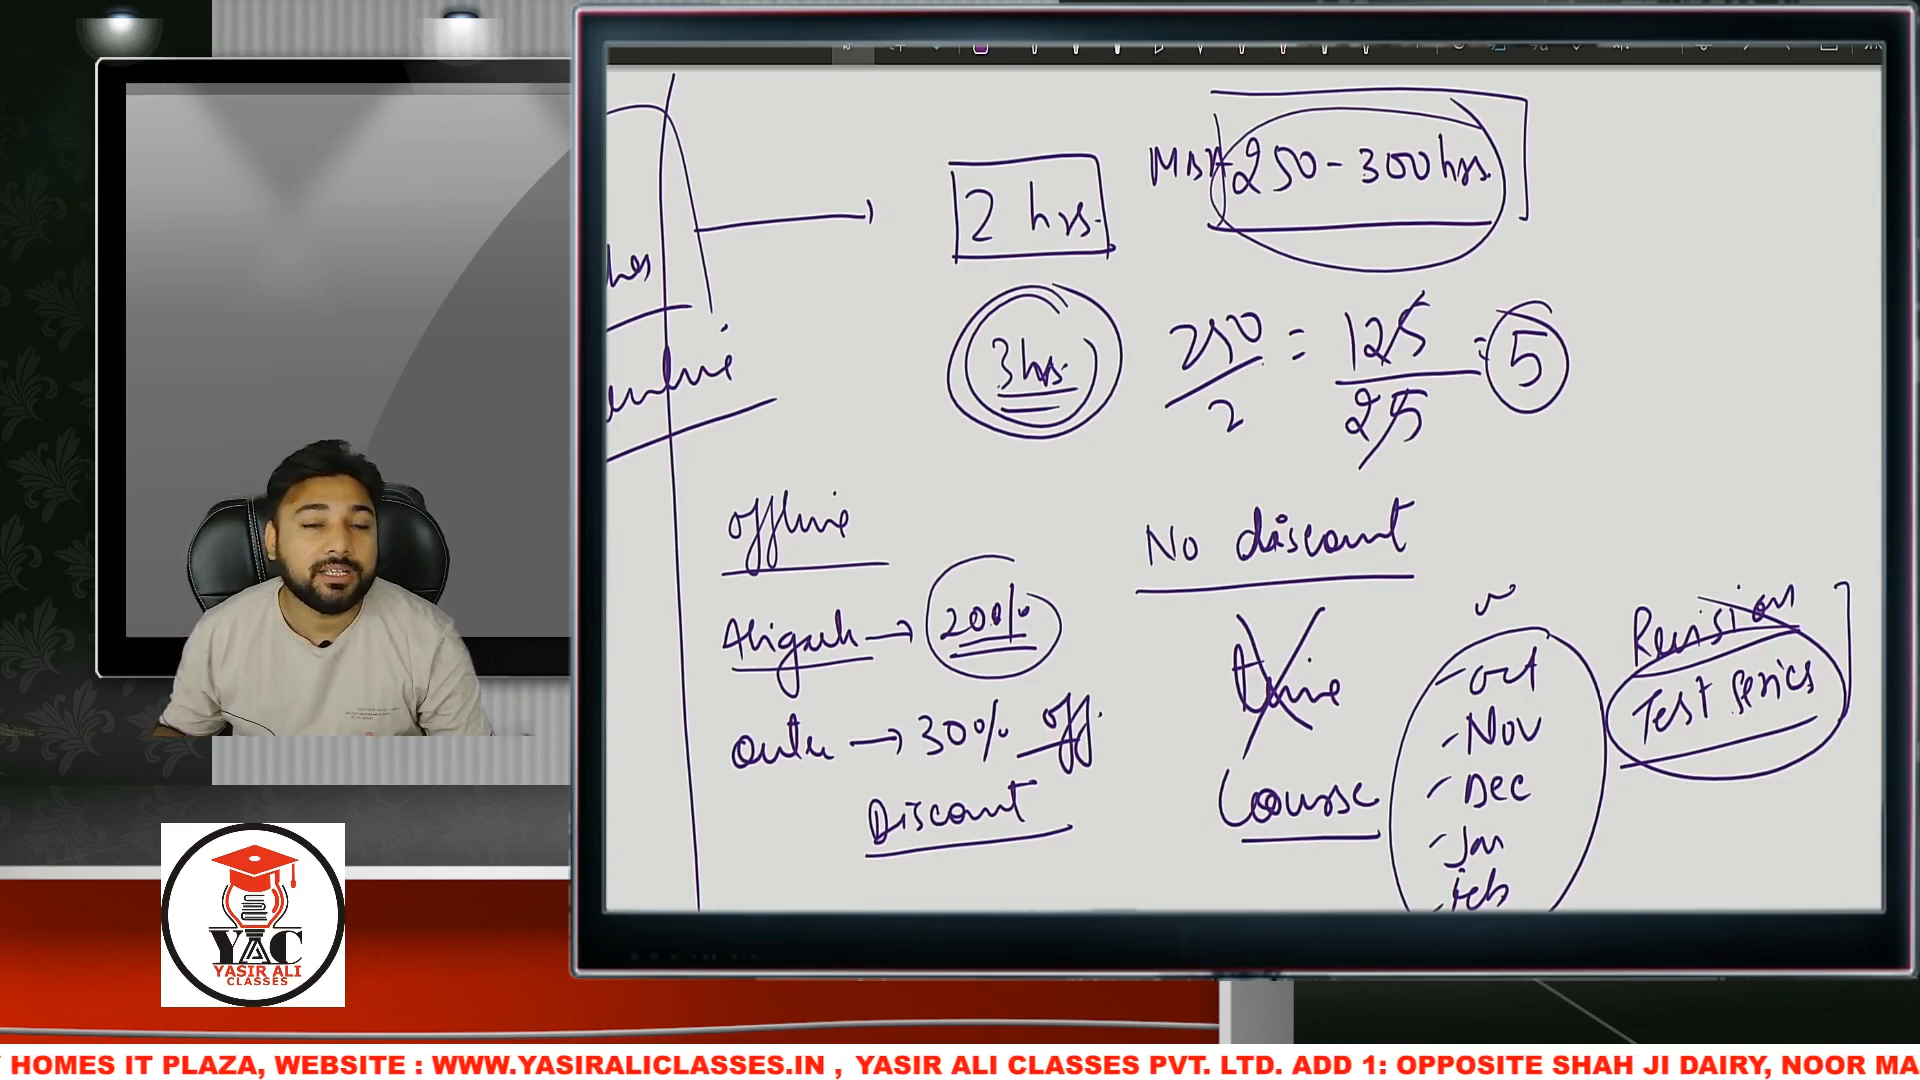 MBA 250-300 hrs.
2 hrs.
3 hrs. 250/2 = 125/25 = 5
offline
No discount
Aligarh → 20%
outer → 30% off.
Discount
time
Course
- Oct
- Nov
- Dec
- Jan
- feb
Revision
Test Series
YAC
YASIR ALI
CLASSES
HOMES IT PLAZA, WEBSITE : WWW.YASIRALICLASSES.IN , YASIR ALI CLASSES PVT. LTD. ADD 1: OPPOSITE SHAH JI DAIRY, NOOR MA